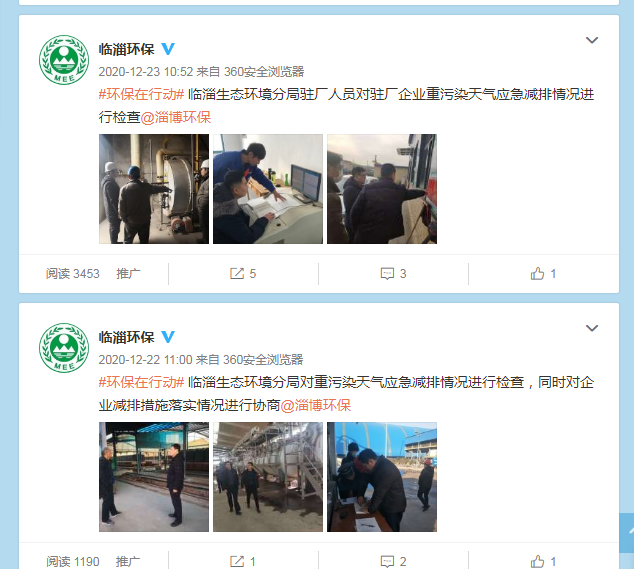 临淄环保
2020-12-23 10:52 来自 360安全浏览器
#环保在行动# 临淄生态环境分局驻厂人员对驻厂企业重污染天气应急减排情况进
行检查@淄博环保
阅读 3453 推广 5 3 1
MEE
临淄环保
2020-12-22 11:00 来自 360安全浏览器
#环保在行动# 临淄生态环境分局对重污染天气应急减排情况进行检查，同时对企
业减排措施落实情况进行协商@淄博环保
阅读 1190 推广 1 2 1
MEE